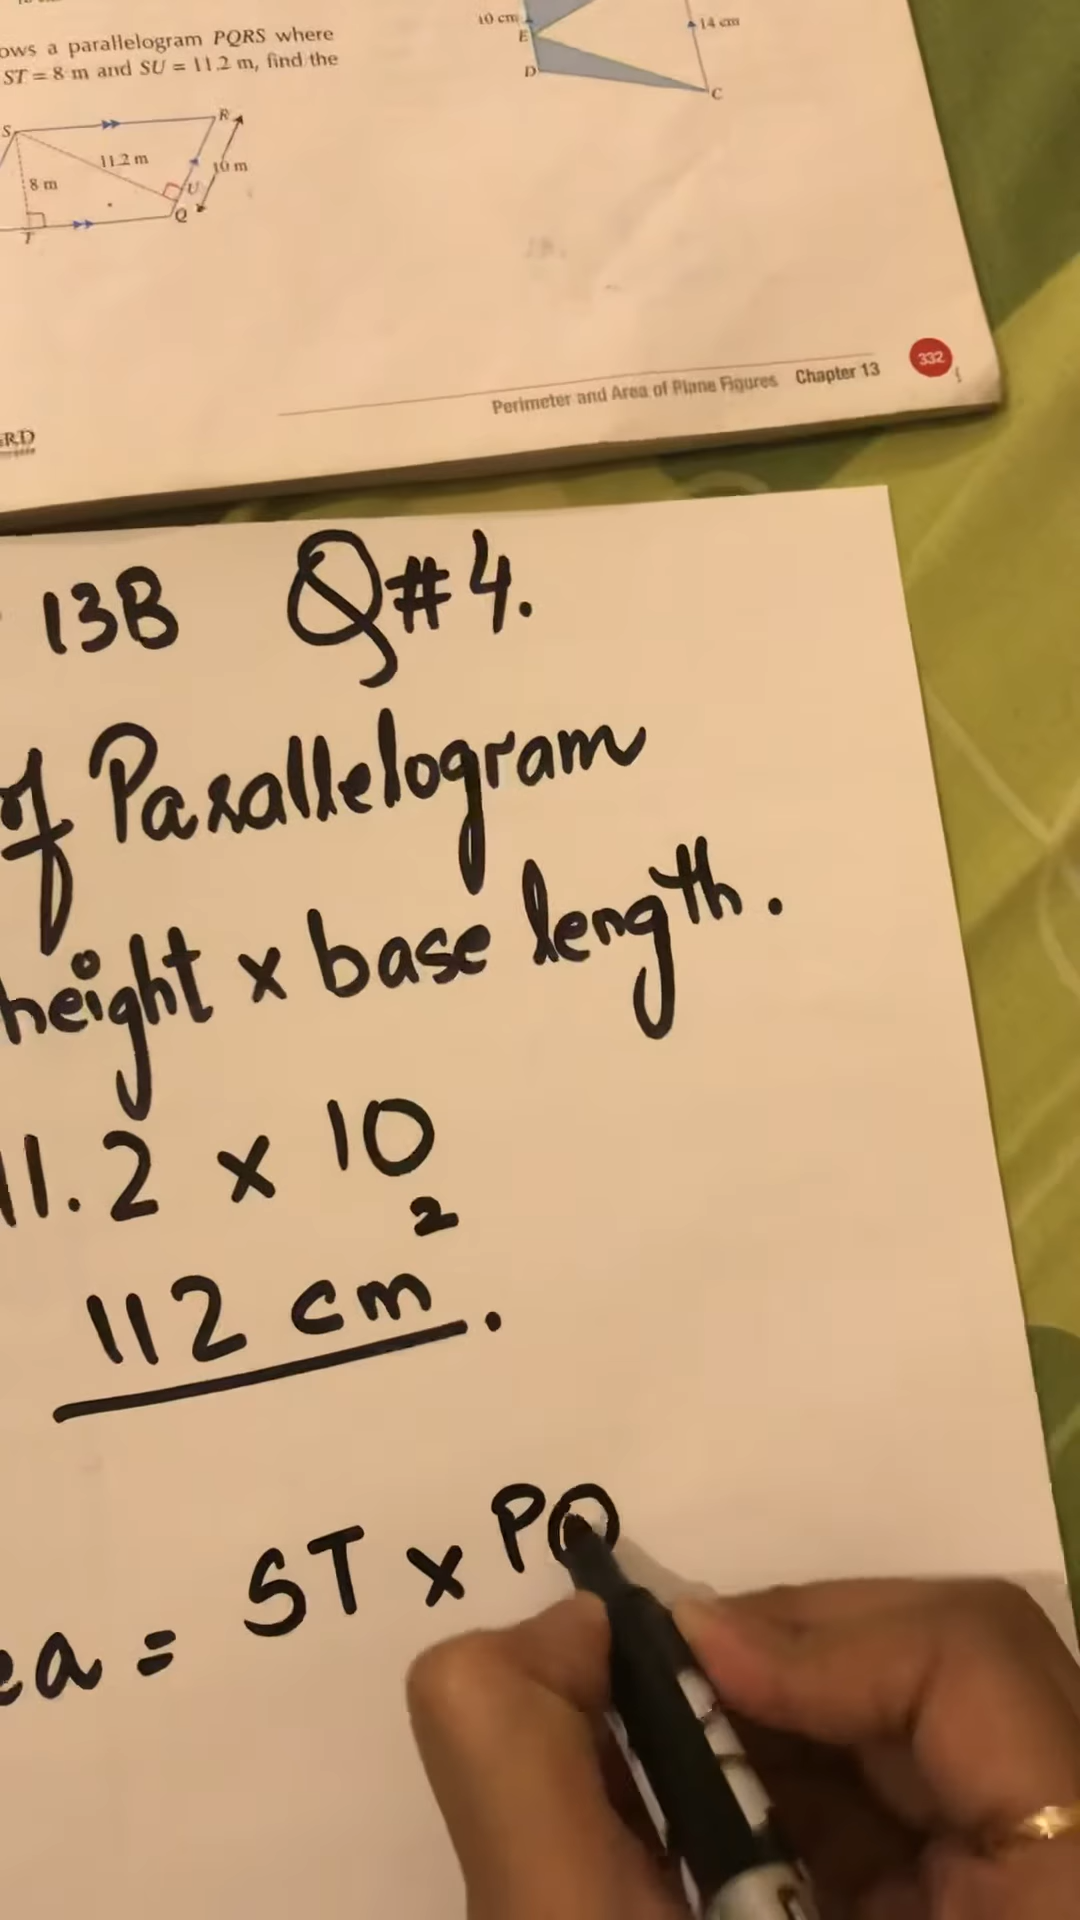 ows a parallelogram PQRS where
ST = 8 m and SU = 11.2 m, find the
S
R
11.2 m
10 m
8 m
U
Q
T
10 cm
E
D
14 cm
C
Perimeter and Area of Plane Figures Chapter 13
332
13B Q#4.
of Parallelogram
height x base length.
11.2 x 10
112 cm².
ea = ST x PQ